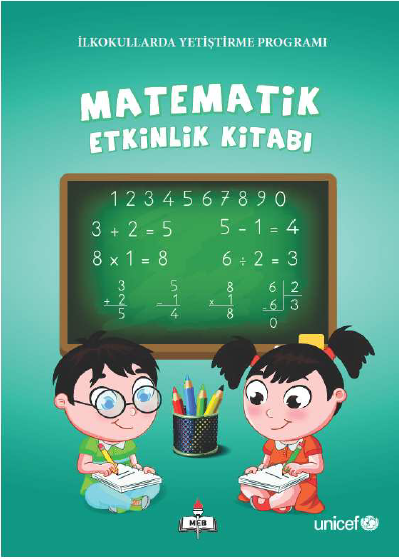 İLKOKULLARDA YETİŞTİRME PROGRAMI
MATEMATİK
ETKİNLİK KİTABI
1 2 3 4 5 6 7 8 9 0
3 + 2 = 5 5 - 1 = 4
8 x 1 = 8 6 ÷ 2 = 3
3 5 8 6 2
+ 2 - 1 x 1 - 6 3
5 4 8 0
MEB
unicef